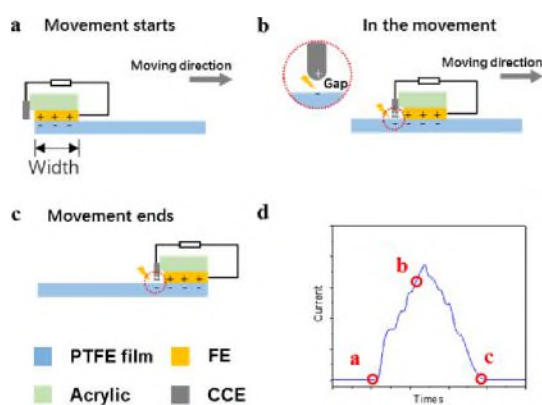 a Movement starts
Moving direction
+ + +
- - -
Width
b In the movement
Moving direction
+
Gap
-
+ + +
- - - -
c Movement ends
+ + +
- - - -
PTFE film
FE
Acrylic
CCE
d
Current
a
b
c
Times